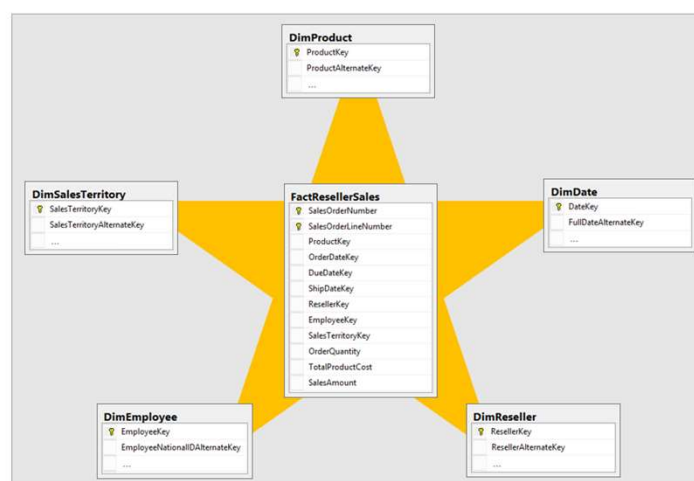 DimProduct
ProductKey
ProductAlternateKey
...
DimSalesTerritory
SalesTerritoryKey
SalesTerritoryAlternateKey
...
FactResellerSales
SalesOrderNumber
SalesOrderLineNumber
ProductKey
OrderDateKey
DueDateKey
ShipDateKey
ResellerKey
EmployeeKey
SalesTerritoryKey
OrderQuantity
TotalProductCost
SalesAmount
DimDate
DateKey
FullDateAlternateKey
...
DimEmployee
EmployeeKey
EmployeeNationalIDAlternateKey
...
DimReseller
ResellerKey
ResellerAlternateKey
...